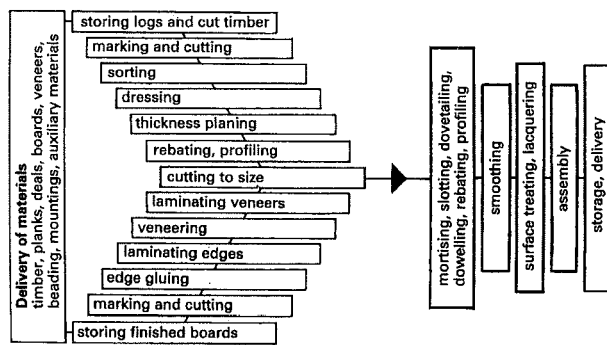 Delivery of materials
timber, planks, deals, boards, veneers,
beading, mountings, auxiliary materials
storing logs and cut timber
marking and cutting
sorting
dressing
thickness planing
rebating, profiling
cutting to size
laminating veneers
veneering
laminating edges
edge gluing
marking and cutting
storing finished boards
mortising, slotting, dovetailing,
dowelling, rebating, profiling
smoothing
surface treating, lacquering
assembly
storage, delivery